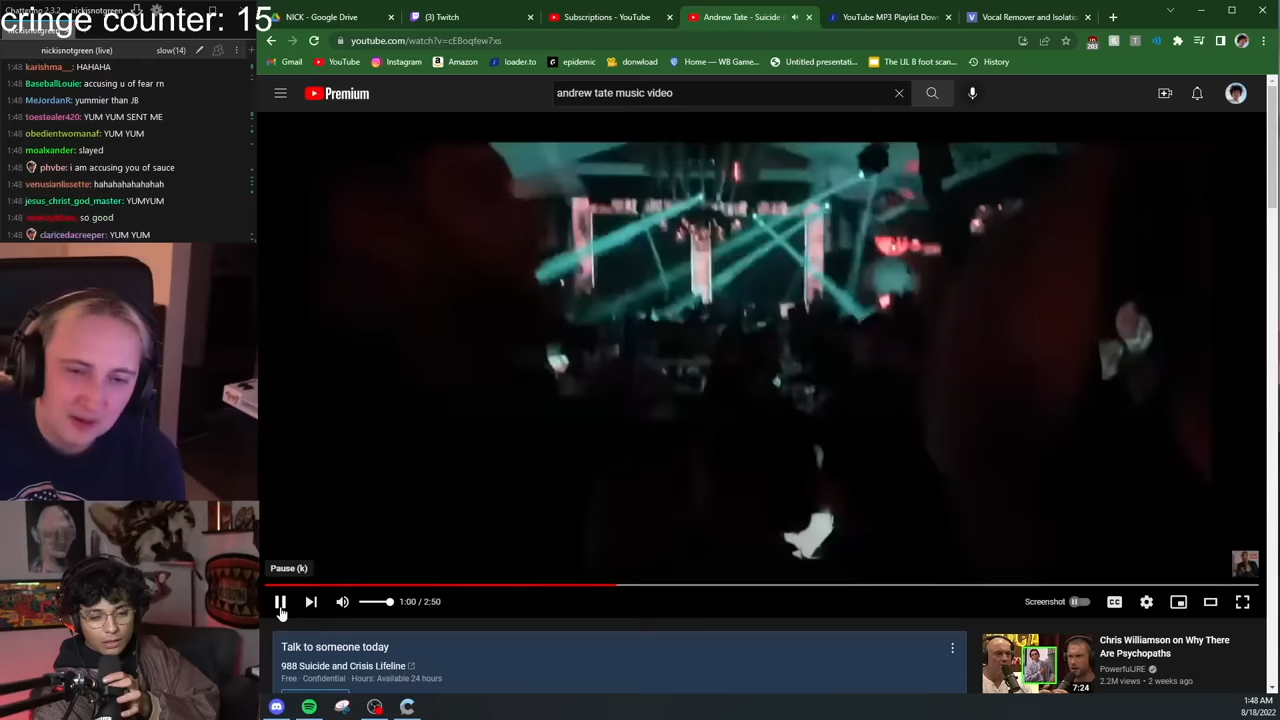 cringe counter: 15
nickisnotgreen (live) slow(14)
1:48 karishma__: HAHAHA
1:48 BaseballLouie: accusing u of fear rn
1:48 MeJordanR: yummier than JB
1:48 toestealer420: YUM YUM SENT ME
1:48 obedientwomanaf: YUM YUM
1:48 moalxander: slayed
1:48 phvbe: i am accusing you of sauce
1:48 venusianlissette: hahahahahahahah
1:48 jesus_christ_god_master: YUMYUM
1:48 so good
1:48 claricedacreeper: YUM YUM
NICK - Google Drive
(3) Twitch
Subscriptions - YouTube
Andrew Tate - Suicide
YouTube MP3 Playlist Dow
Vocal Remover and Isolatio
youtube.com/watch?v=cEBoqfew7xs
203
Gmail YouTube Instagram Amazon loader.to epidemic donwload Home — WB Game... Untitled presentati... The LIL B foot scan... History
Premium
andrew tate music video
Pause (k)
1:00 / 2:50
Screenshot
CC
Talk to someone today
988 Suicide and Crisis Lifeline
Free · Confidential · Hours: Available 24 hours
7:24
Chris Williamson on Why There
Are Psychopaths
PowerfulJRE
2.2M views • 2 weeks ago
1:48 AM
8/18/2022